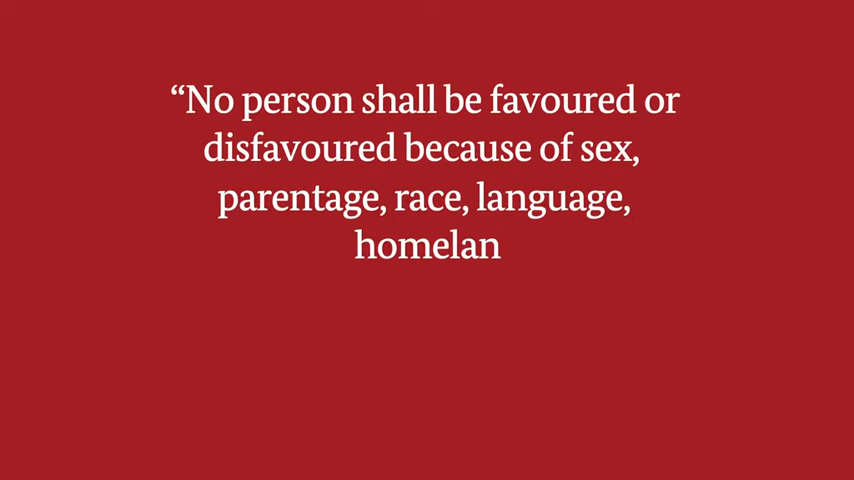 “No person shall be favoured or
disfavoured because of sex,
parentage, race, language,
homelan